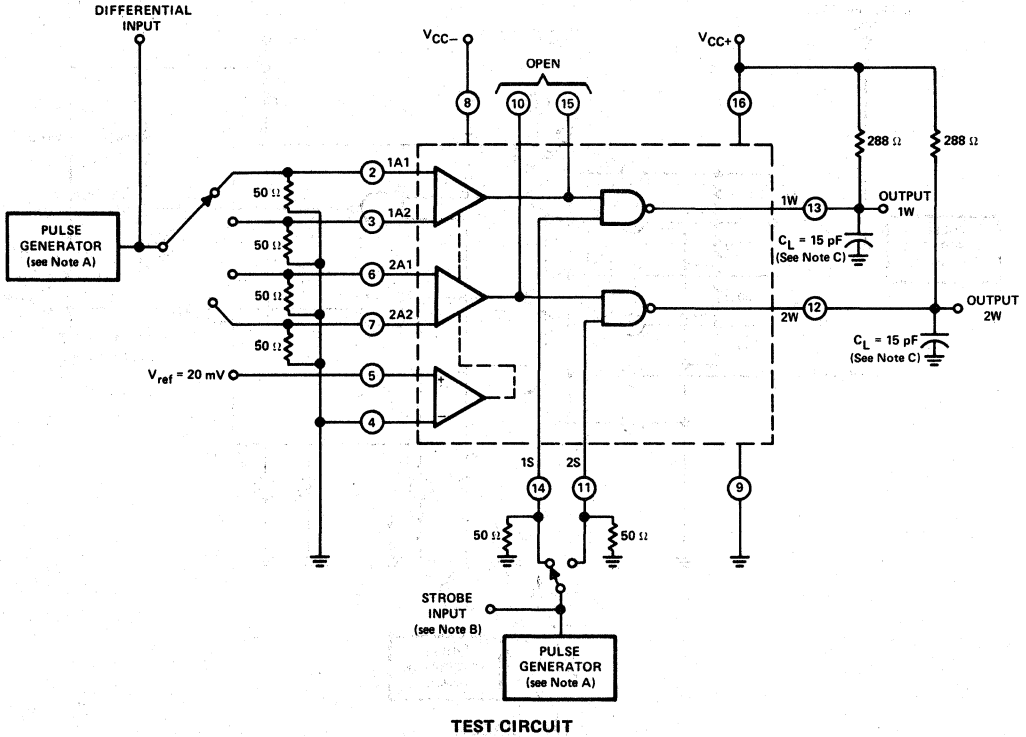 DIFFERENTIAL
INPUT
VCC–
VCC+
OPEN
8
10
15
16
288 Ω
288 Ω
2
1A1
50 Ω
3
1A2
1W
13
OUTPUT
1W
PULSE
GENERATOR
(see Note A)
50 Ω
CL = 15 pF
(See Note C)
6
2A1
50 Ω
12
2W
OUTPUT
2W
7
2A2
50 Ω
CL = 15 pF
(See Note C)
Vref = 20 mV
5
+
4
–
1S
2S
14
11
9
50 Ω
50 Ω
STROBE
INPUT
(see Note B)
PULSE
GENERATOR
(see Note A)
TEST CIRCUIT